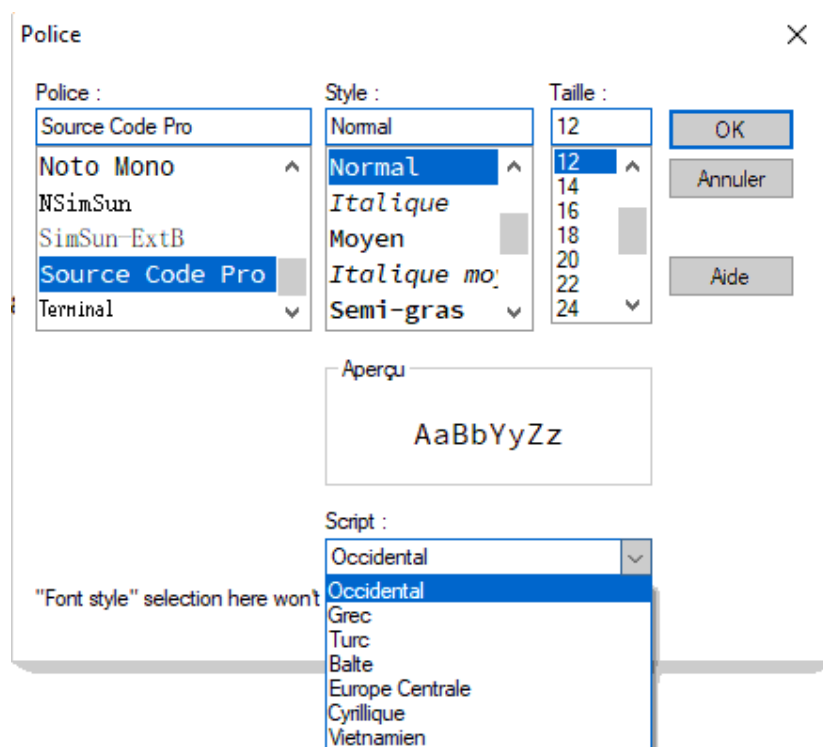 Police
Police :
Source Code Pro
Noto Mono
NSimSun
SimSun-ExtB
Source Code Pro
Terminal
Style :
Normal
Normal
Italique
Moyen
Italique
Semi-gras
Taille :
12
12
14
16
18
20
22
24
OK
Annuler
Aide
Aperçu
AaBbYyZz
Script :
Occidental
"Font style" selection here won't
Occidental
Grec
Turc
Balte
Europe Centrale
Cyrillique
Vietnamien